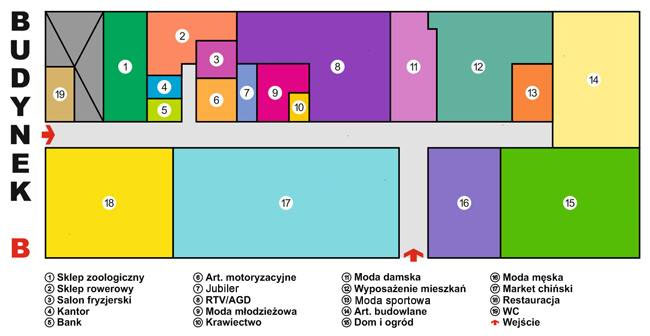 BUDYNEK
B
1
2
3
4
5
6
7
8
9
10
11
12
13
14
15
16
17
18
19
1 Sklep zoologiczny
2 Sklep rowerowy
3 Salon fryzjerski
4 Kantor
5 Bank
6 Art. motoryzacyjne
7 Jubiler
8 RTV/AGD
9 Moda młodzieżowa
10 Krawiectwo
11 Moda damska
12 Wyposażenie mieszkań
13 Moda sportowa
14 Art. budowlane
15 Dom i ogród
16 Moda męska
17 Market chiński
18 Restauracja
19 WC
Wejście